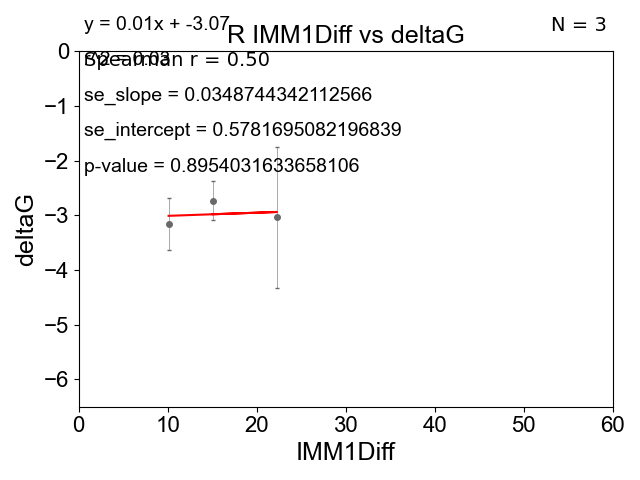 y = 0.01x + -3.07
N = 3
R IMM1Diff vs deltaG
Spearman r = 0.50
se_slope = 0.0348744342112566
se_intercept = 0.5781695082196839
p-value = 0.8954031633658106
deltaG
0
−1
−2
−3
−4
−5
−6
0 10 20 30 40 50 60
IMM1Diff